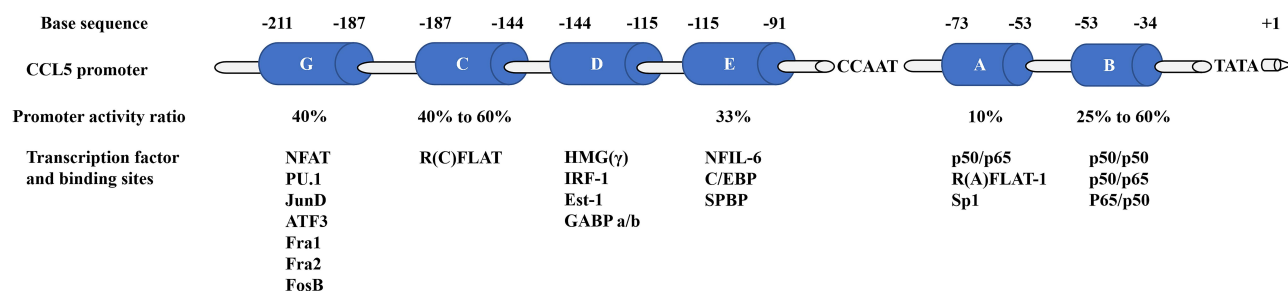 Base sequence -211 -187 -187 -144 -144 -115 -115 -91 -73 -53 -53 -34 +1
CCL5 promoter G C D E CCAAT A B TATA
Promoter activity ratio 40% 40% to 60% 33% 10% 25% to 60%
Transcription factor NFAT R(C)FLAT HMG(γ) NFIL-6 p50/p65 p50/p50
and binding sites PU.1 IRF-1 C/EBP R(A)FLAT-1 p50/p65
JunD Est-1 SPBP Sp1 P65/p50
ATF3 GABP a/b
Fra1
Fra2
FosB